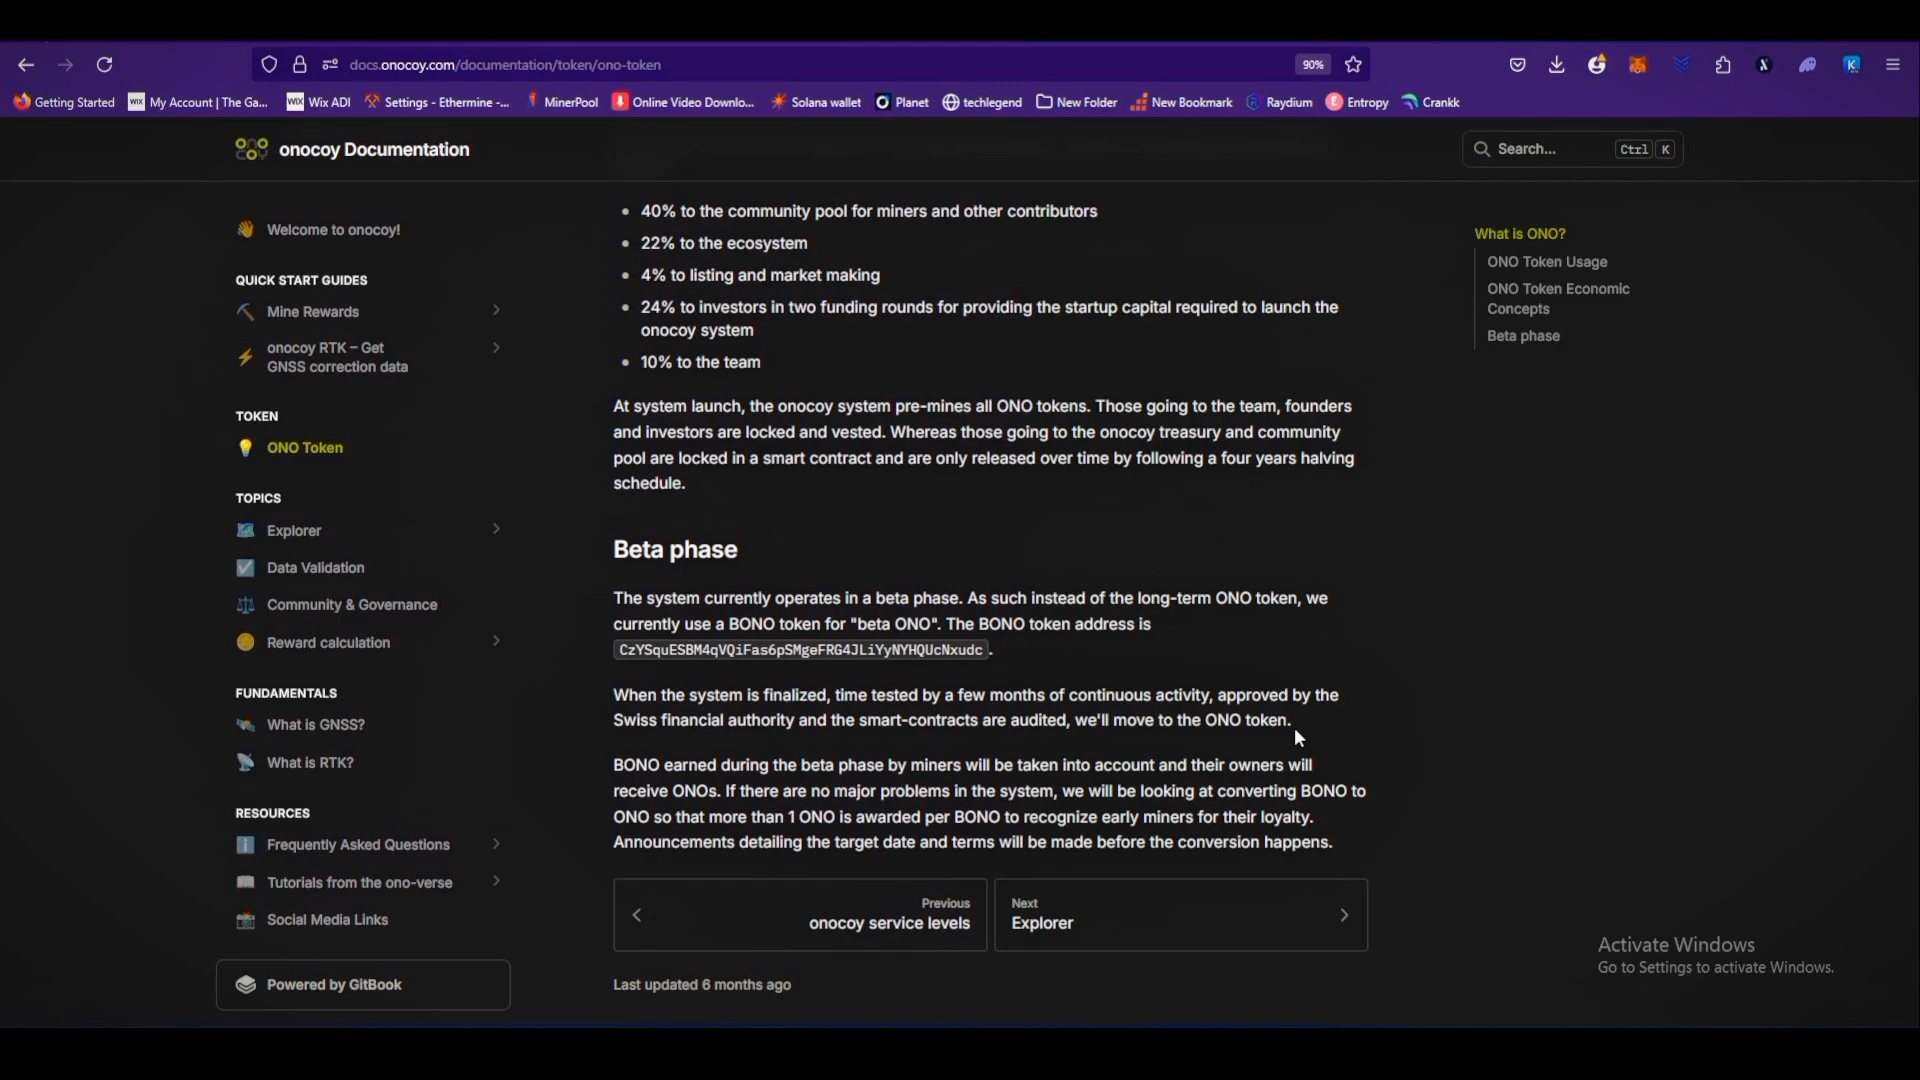 docs.onocoy.com/documentation/token/ono-token
90%
Getting Started
My Account | The Ga...
Wix ADI
Settings - Ethermine -...
MinerPool
Online Video Downlo...
Solana wallet
Planet
techlegend
New Folder
New Bookmark
Raydium
Entropy
Crankk
onocoy Documentation
Search...
Ctrl K
Welcome to onocoy!
QUICK START GUIDES
Mine Rewards
onocoy RTK – Get
GNSS correction data
TOKEN
ONO Token
TOPICS
Explorer
Data Validation
Community & Governance
Reward calculation
FUNDAMENTALS
What is GNSS?
What is RTK?
RESOURCES
Frequently Asked Questions
Tutorials from the ono-verse
Social Media Links
Powered by GitBook
40% to the community pool for miners and other contributors
22% to the ecosystem
4% to listing and market making
24% to investors in two funding rounds for providing the startup capital required to launch the
onocoy system
10% to the team
At system launch, the onocoy system pre-mines all ONO tokens. Those going to the team, founders
and investors are locked and vested. Whereas those going to the onocoy treasury and community
pool are locked in a smart contract and are only released over time by following a four years halving
schedule.
Beta phase
The system currently operates in a beta phase. As such instead of the long-term ONO token, we
currently use a BONO token for "beta ONO". The BONO token address is
CzYSquESBM4qVQiFas6pSMgeFRG4JLiYyNYHQUcNxudc.
When the system is finalized, time tested by a few months of continuous activity, approved by the
Swiss financial authority and the smart-contracts are audited, we'll move to the ONO token.
BONO earned during the beta phase by miners will be taken into account and their owners will
receive ONOs. If there are no major problems in the system, we will be looking at converting BONO to
ONO so that more than 1 ONO is awarded per BONO to recognize early miners for their loyalty.
Announcements detailing the target date and terms will be made before the conversion happens.
Previous
onocoy service levels
Next
Explorer
Last updated 6 months ago
What is ONO?
ONO Token Usage
ONO Token Economic
Concepts
Beta phase
Activate Windows
Go to Settings to activate Windows.